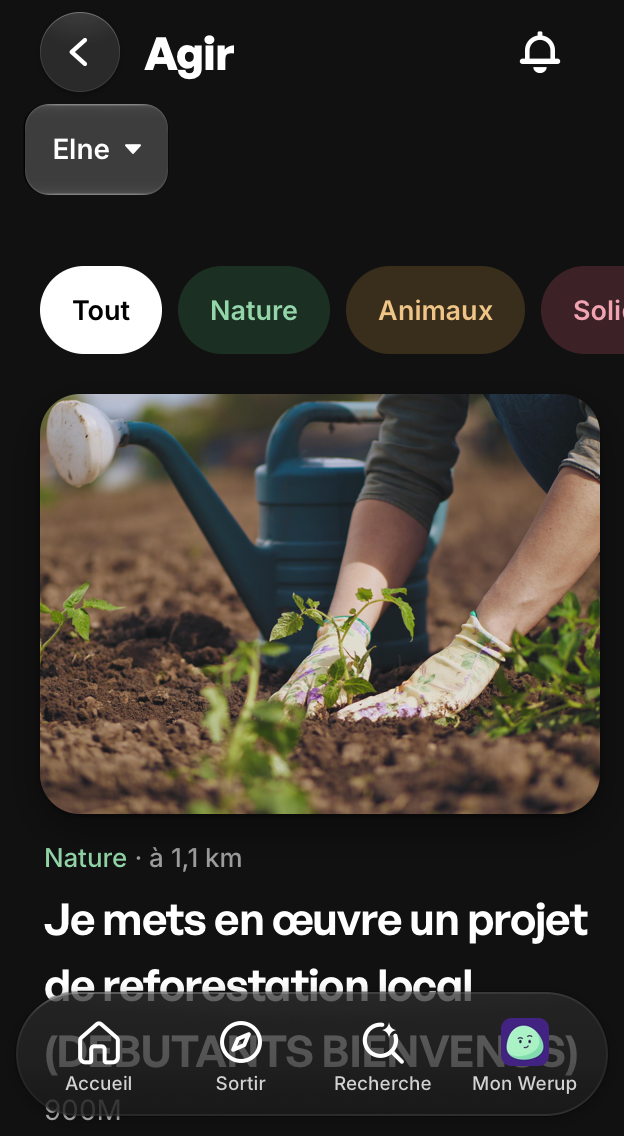 Agir
Elne
Tout Nature Animaux Soli
Nature · à 1,1 km
Je mets en œuvre un projet
de reforestation local
(DÉBUTANTS BIENVENUS)
900M
Accueil Sortir Recherche Mon Werup